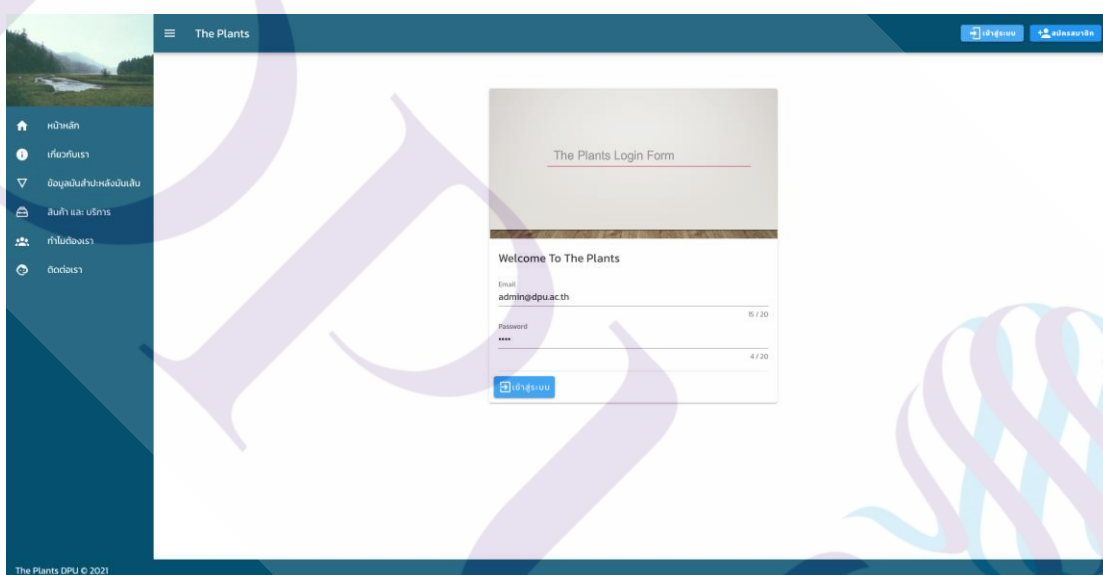 The Plants
เข้าสู่ระบบ
สมัครสมาชิก
หน้าหลัก
เกี่ยวกับเรา
ข้อมูลมันสำปะหลังมันเส้น
สินค้า และ บริการ
ทำไมต้องเรา
ติดต่อเรา
The Plants Login Form
Welcome To The Plants
Email
admin@dpu.ac.th
15 / 20
Password
••••
4 / 20
เข้าสู่ระบบ
The Plants DPU © 2021